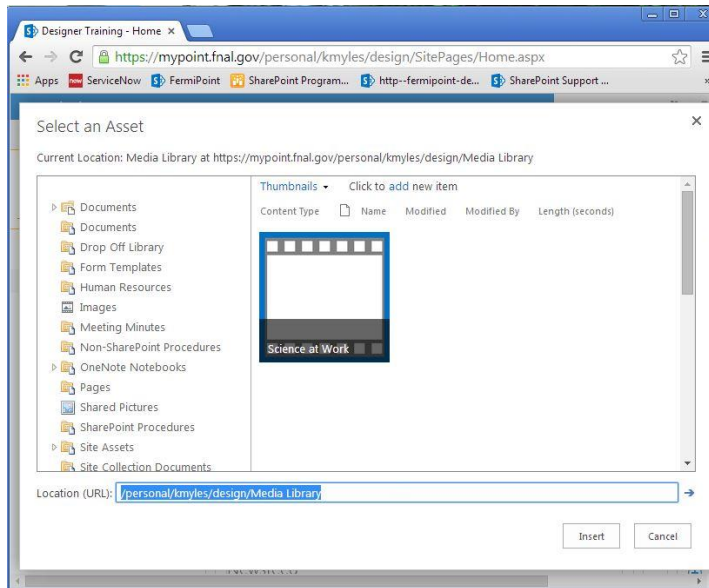 Designer Training - Home
https://mypoint.fnal.gov/personal/kmyles/design/SitePages/Home.aspx
Apps ServiceNow FermiPoint SharePoint Program... http--fermipoint-de... SharePoint Support ...
Select an Asset
Current Location: Media Library at https://mypoint.fnal.gov/personal/kmyles/design/Media Library
Thumbnails Click to add new item
Content Type Name Modified Modified By Length (seconds)
Documents
Documents
Drop Off Library
Form Templates
Human Resources
Images
Meeting Minutes
Non-SharePoint Procedures
OneNote Notebooks
Pages
Shared Pictures
SharePoint Procedures
Site Assets
Site Collection Documents
Science at Work
Location (URL): /personal/kmyles/design/Media Library
Insert Cancel